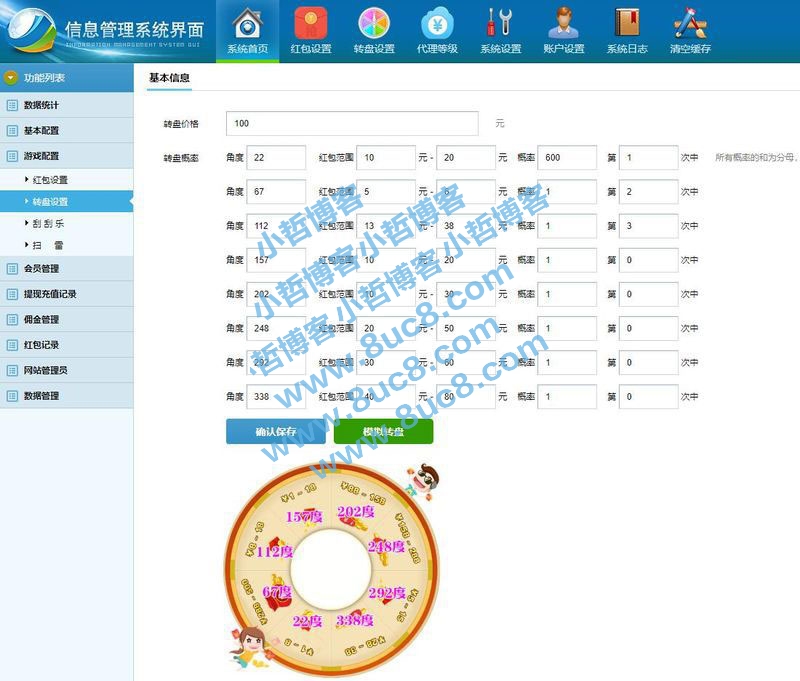 信息管理系统界面
INFORMATION MANAGEMENT SYSTEM GUI
系统首页 红包设置 转盘设置 代理等级 系统设置 账户设置 系统日志 清空缓存
功能列表
数据统计
基本配置
游戏配置
红包设置
转盘设置
刮刮乐
扫 雷
会员管理
提现充值记录
佣金管理
红包记录
网站管理员
数据管理
基本信息
转盘价格 100 元
转盘概率 角度 22 红包范围 10 元 - 20 元 概率 600 第 1 次中 所有概率的和为分母,
角度 67 红包范围 5 元 - 6 元 概率 1 第 2 次中
角度 112 红包范围 13 元 - 38 元 概率 1 第 3 次中
角度 157 红包范围 10 元 - 20 元 概率 1 第 0 次中
角度 202 红包范围 10 元 - 30 元 概率 1 第 0 次中
角度 248 红包范围 20 元 - 50 元 概率 1 第 0 次中
角度 292 红包范围 30 元 - 60 元 概率 1 第 0 次中
角度 338 红包范围 40 元 - 80 元 概率 1 第 0 次中
确认保存 模拟转盘
小哲博客小哲博客
小哲博客小哲博客
哲博客
www.8uc8.com
www.8uc8.com
¥1-18 ¥88-158
157度 202度
¥8-18 ¥158-288
112度 248度
67度 292度
¥5-15
22度 338度
¥1-8 ¥28-38